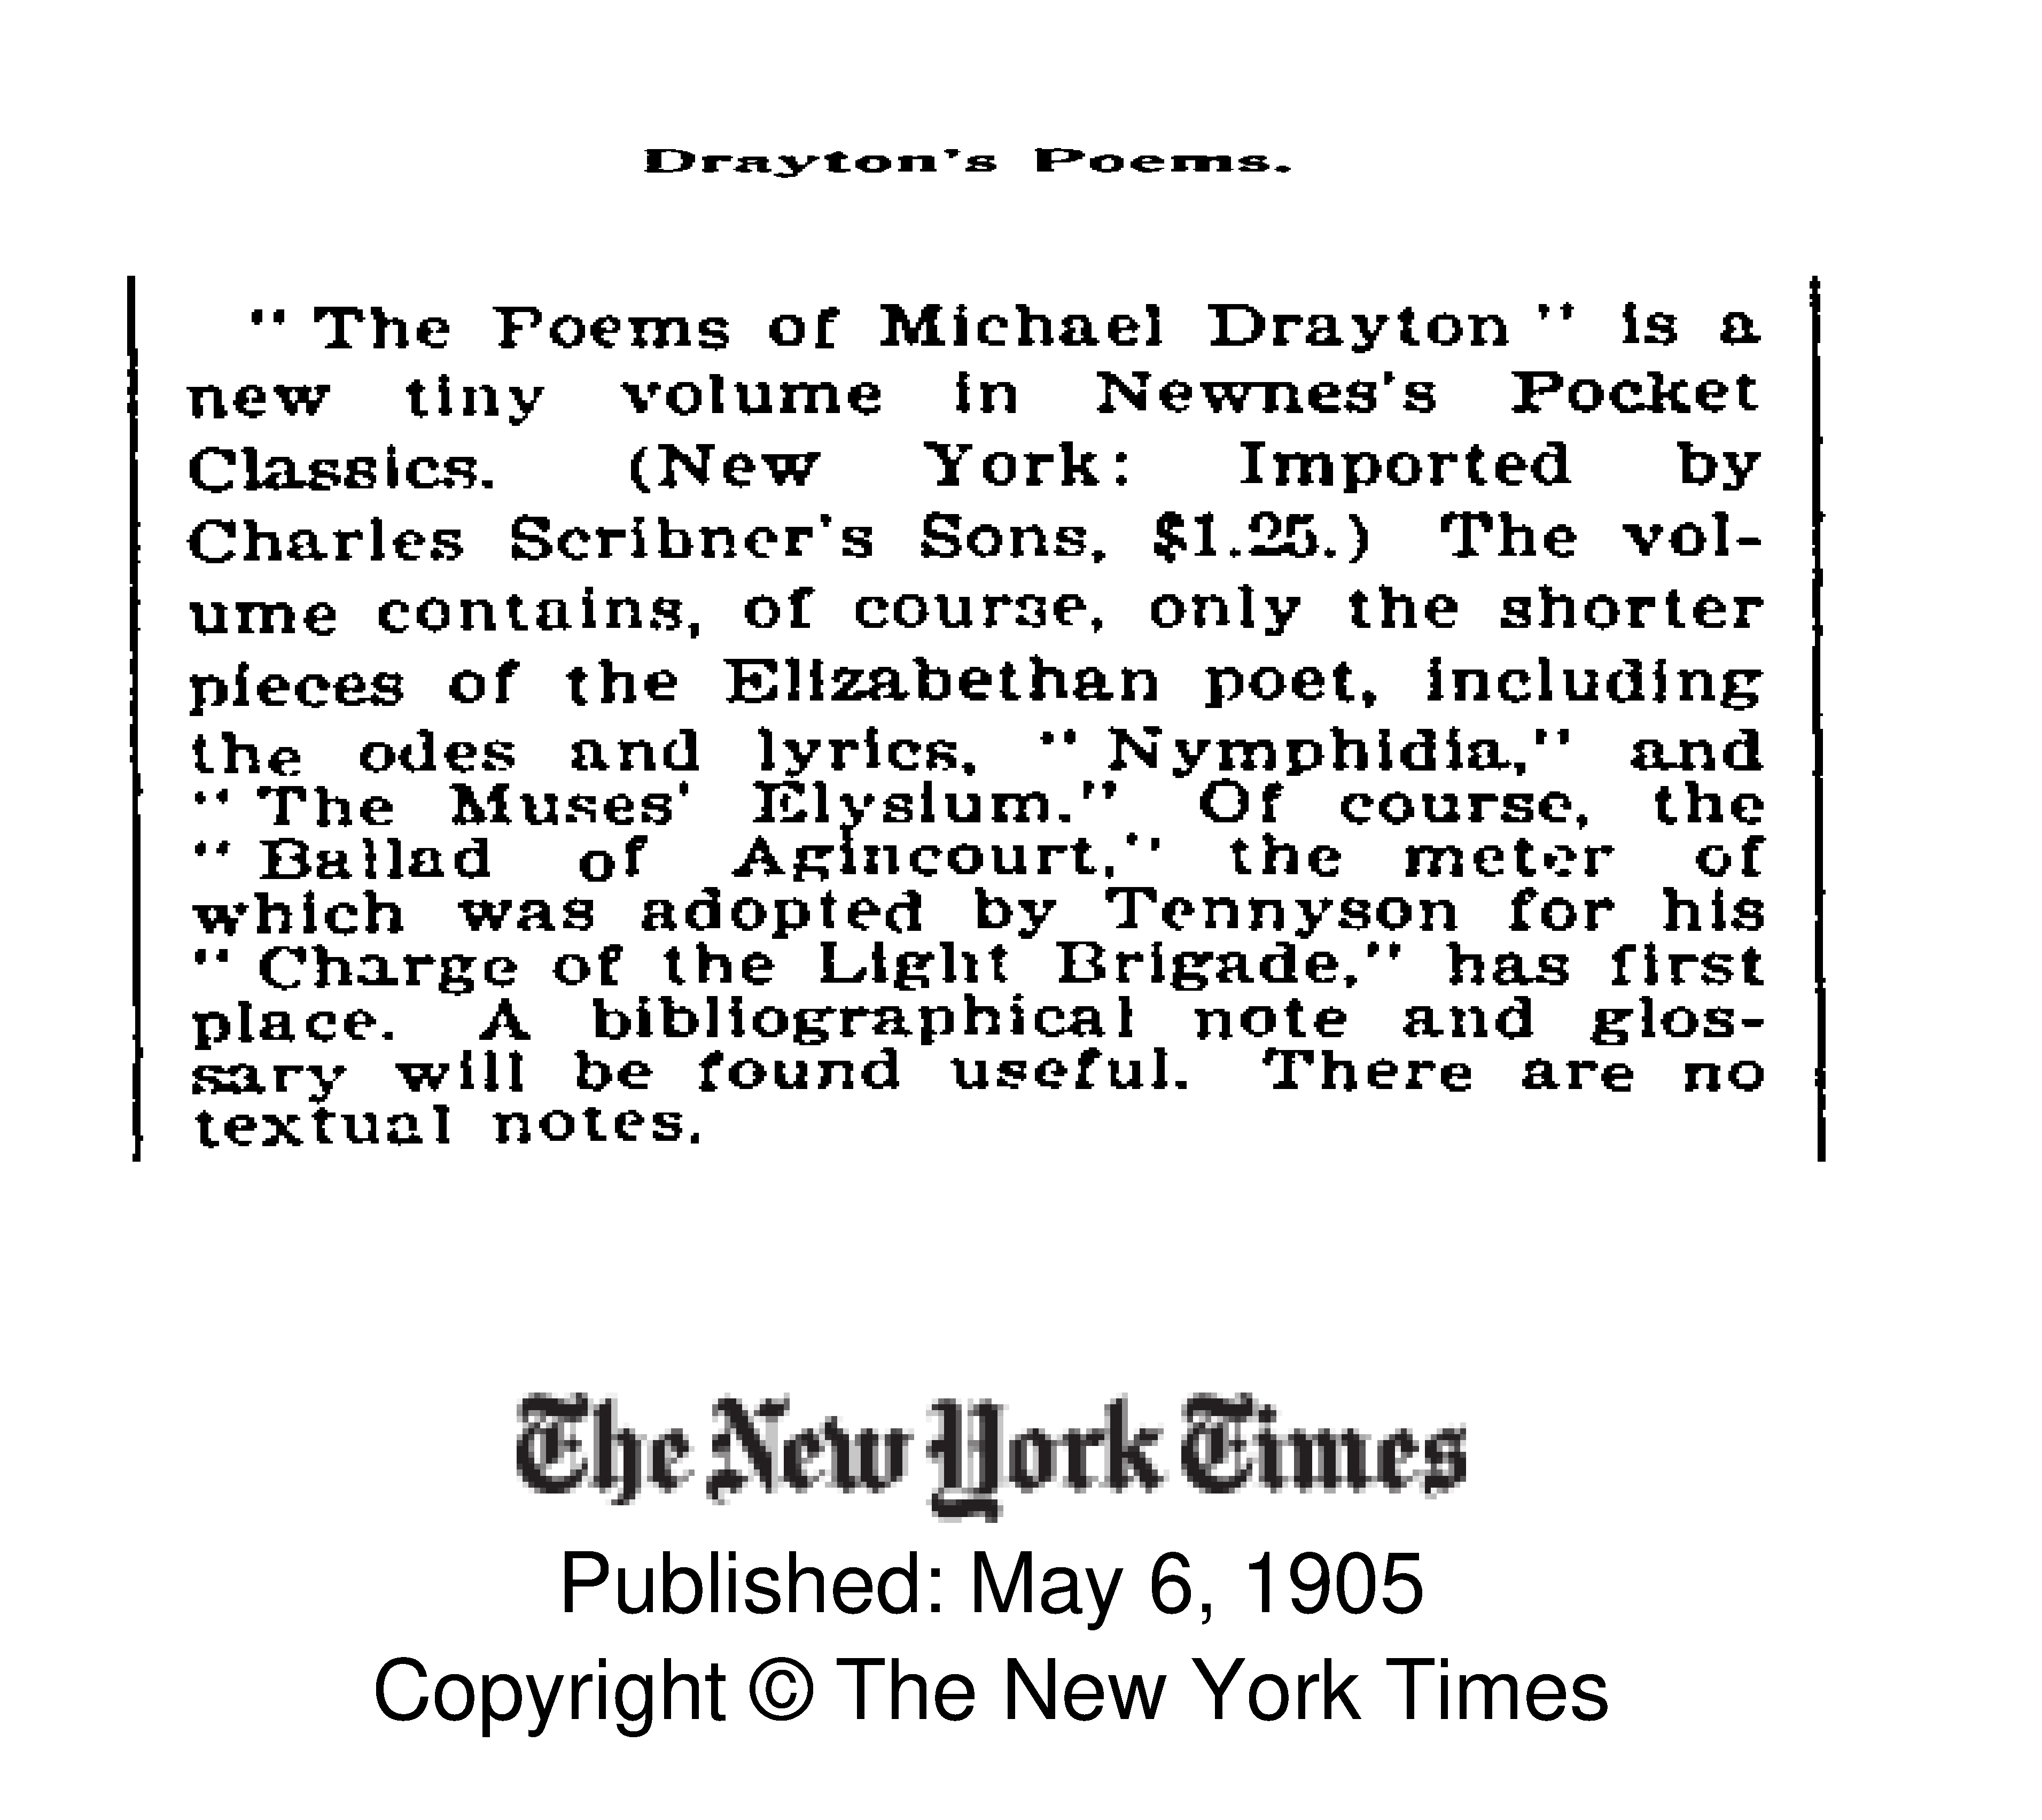 Drayton's Poems.
" The Poems of Michael Drayton " is a
new tiny volume in Newnes's Pocket
Classics. (New York: Imported by
Charles Scribner's Sons, $1.25.) The vol-
ume contains, of course, only the shorter
pieces of the Elizabethan poet, including
the odes and lyrics, " Nymphidia," and
" The Muses' Elysium." Of course, the
" Ballad of Agincourt," the meter of
which was adopted by Tennyson for his
" Charge of the Light Brigade," has first
place. A bibliographical note and glos-
sary will be found useful. There are no
textual notes.
The New York Times
Published: May 6, 1905
Copyright © The New York Times